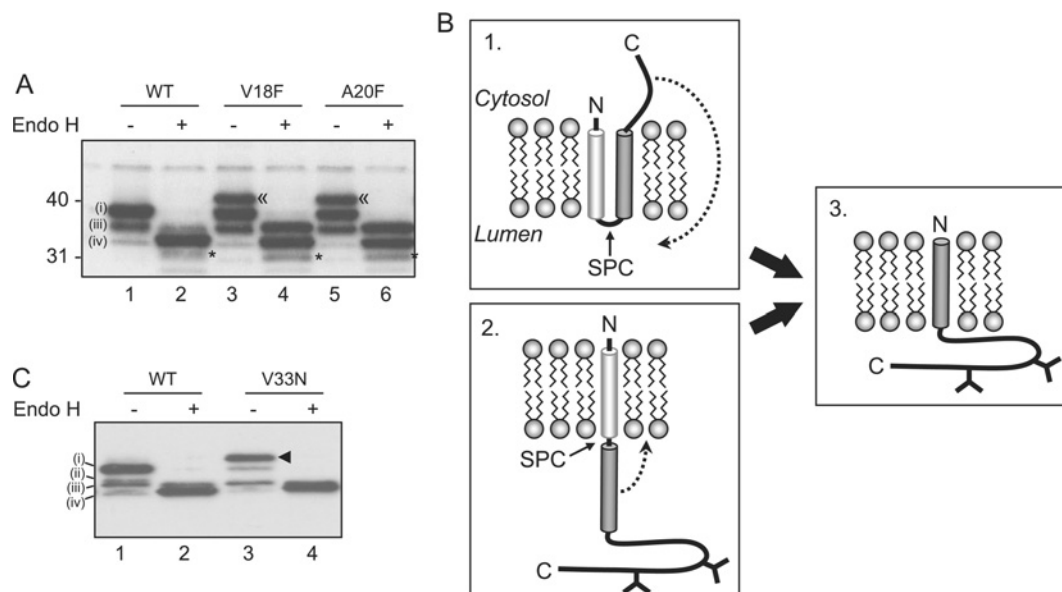 A
WT V18F A20F
Endo H - + - + - +
40 -
(i)
«
«
(iii)
(iv)
31 -
*
*
*
1 2 3 4 5 6
B
1.
C
Cytosol
N
Lumen
SPC
2.
N
SPC
C
3.
N
C
C
WT V33N
Endo H - + - +
(i)
(ii)
(iii)
(iv)
1 2 3 4